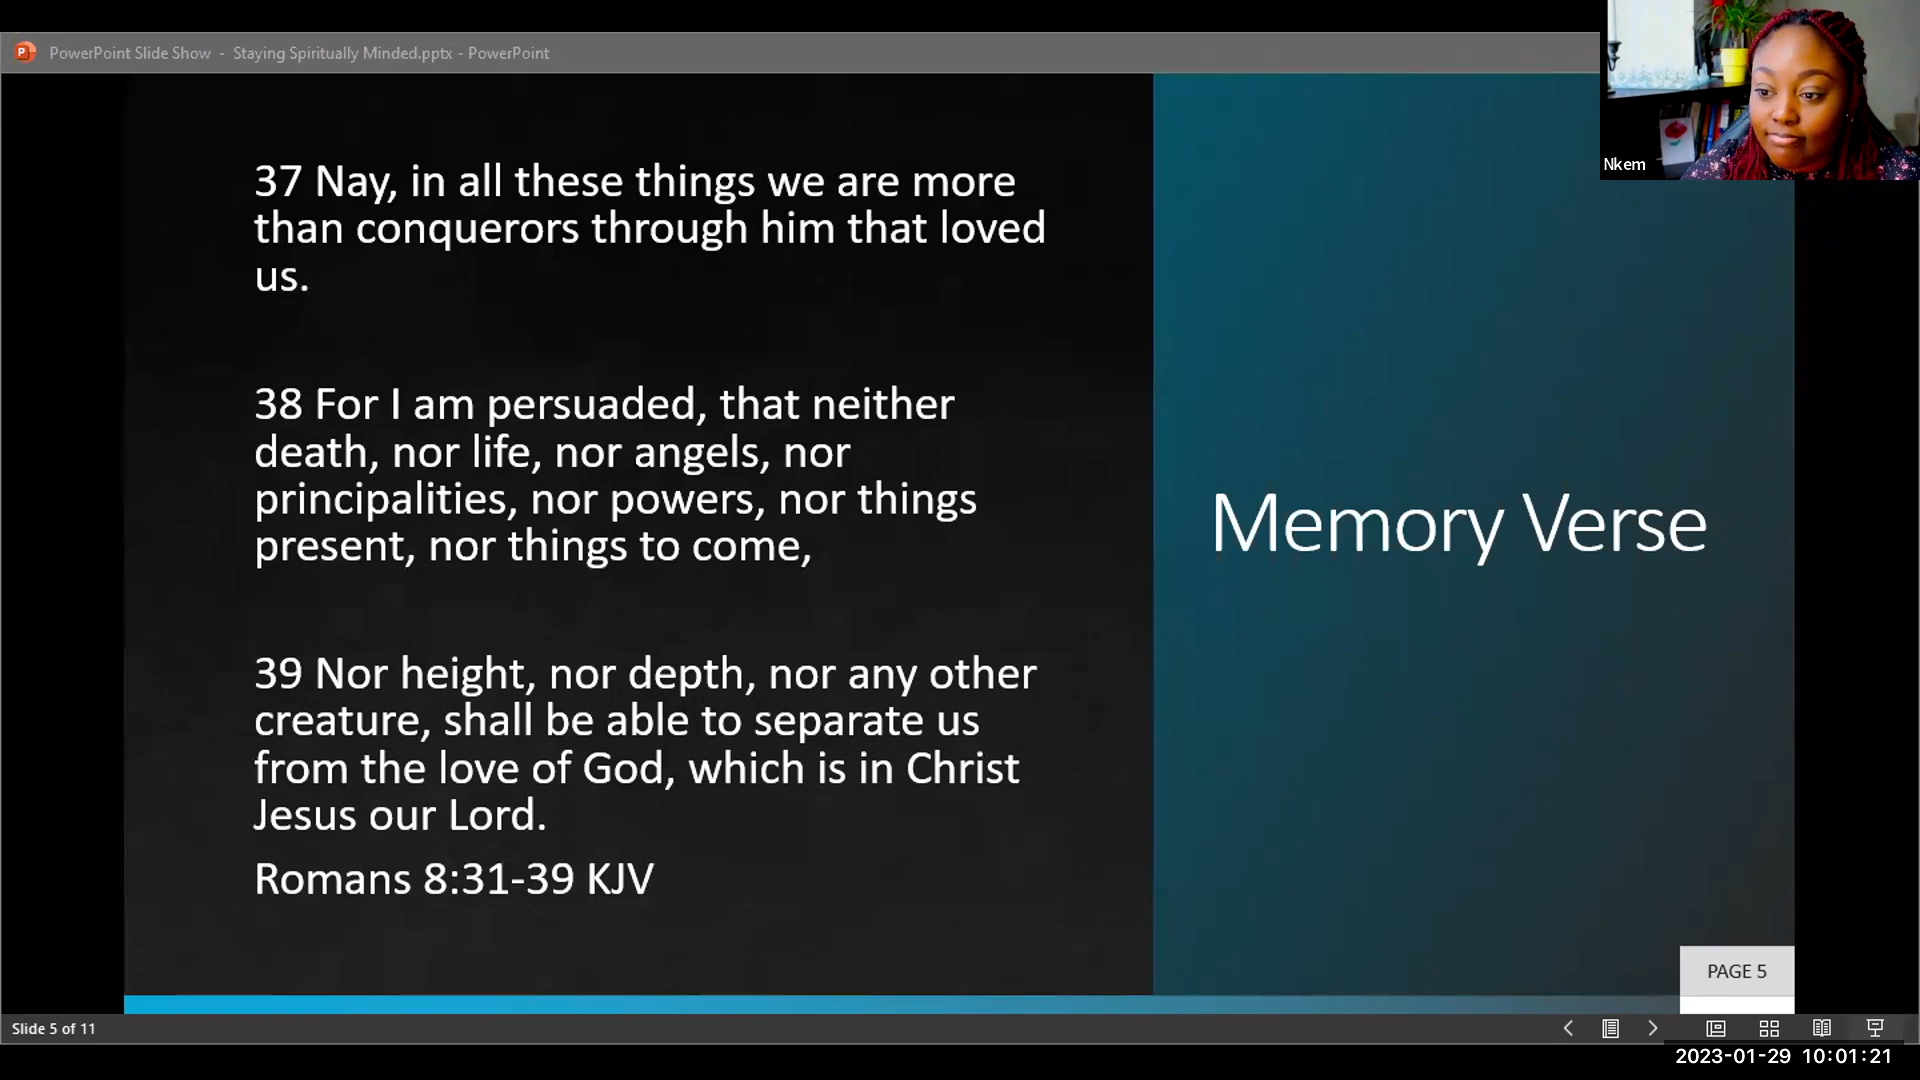 PowerPoint Slide Show - Staying Spiritually Minded.pptx - PowerPoint
Nkem
37 Nay, in all these things we are more
than conquerors through him that loved
us.
38 For I am persuaded, that neither
death, nor life, nor angels, nor
principalities, nor powers, nor things
present, nor things to come,
39 Nor height, nor depth, nor any other
creature, shall be able to separate us
from the love of God, which is in Christ
Jesus our Lord.
Romans 8:31-39 KJV
Memory Verse
PAGE 5
Slide 5 of 11
2023-01-29 10:01:21